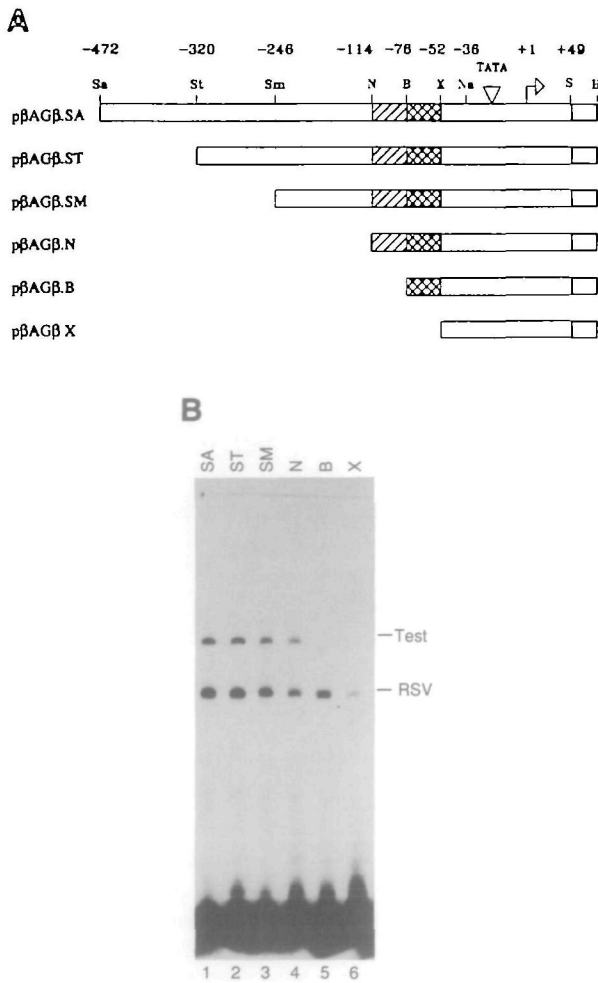 A
-472 -320 -246 -114 -76 -52 -36 +1 +49
TATA
Sa St Sm N B X Na S H
pβAGβ.SA
pβAGβ.ST
pβAGβ.SM
pβAGβ.N
pβAGβ.B
pβAGβ X
B
SA ST SM N B X
Test
RSV
1 2 3 4 5 6